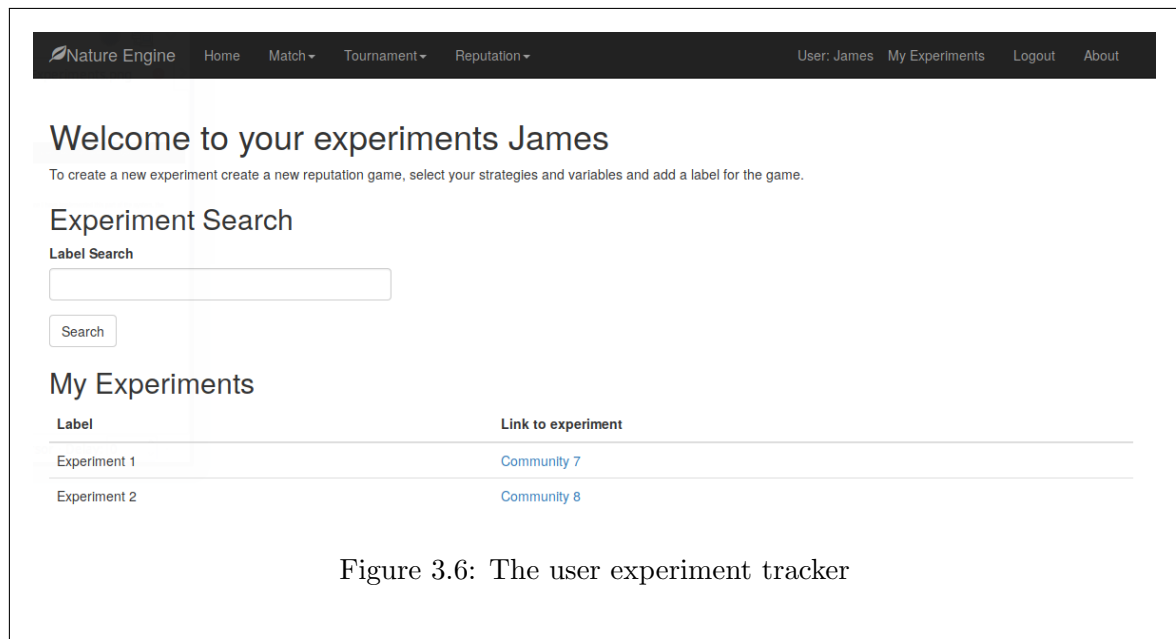 Nature Engine Home Match Tournament Reputation User: James My Experiments Logout About
Welcome to your experiments James
To create a new experiment create a new reputation game, select your strategies and variables and add a label for the game.
Experiment Search
Label Search
Search
My Experiments
Label Link to experiment
Experiment 1 Community 7
Experiment 2 Community 8
Figure 3.6: The user experiment tracker